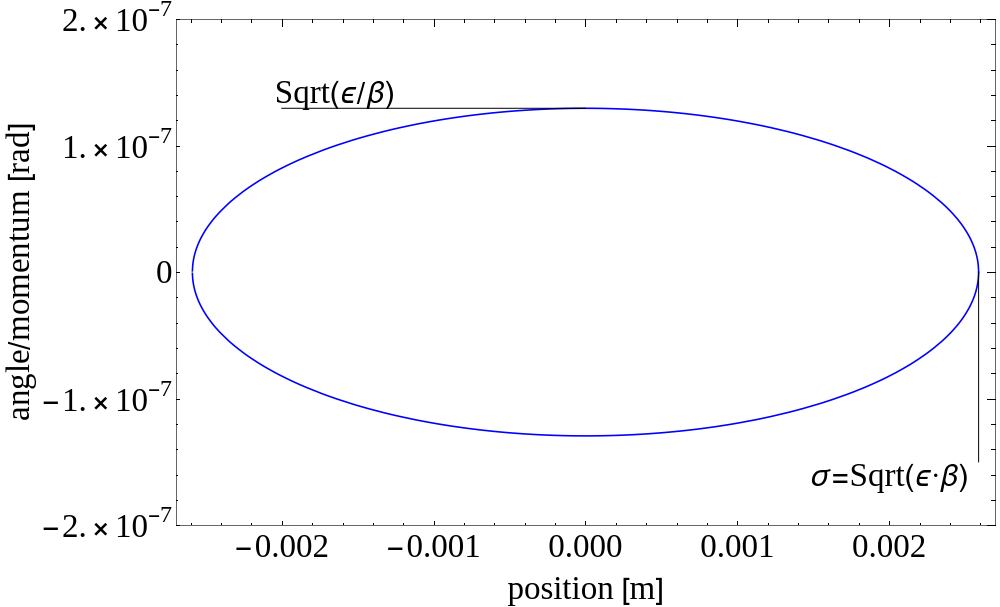 2.×10⁻⁷
Sqrt(ϵ/β)
1.×10⁻⁷
0
−1.×10⁻⁷
σ=Sqrt(ϵ·β)
−2.×10⁻⁷
−0.002 −0.001 0.000 0.001 0.002
position [m]
angle/momentum [rad]